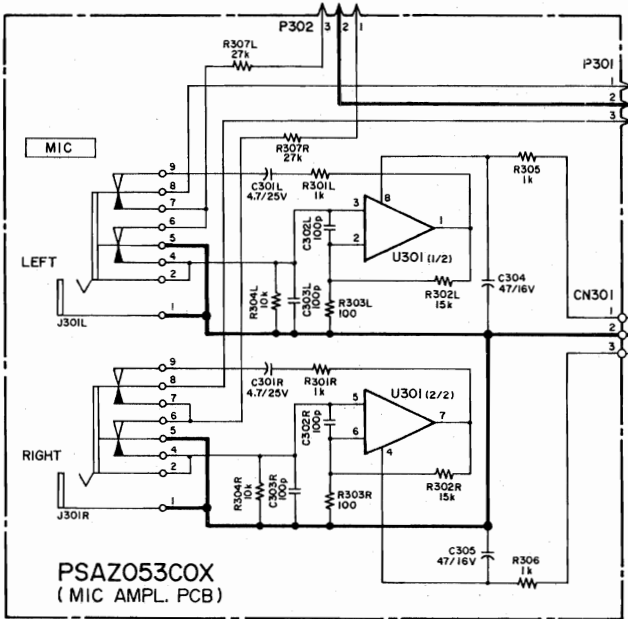 P302
3 2 1
R307L
27k
P301
1
2
3
R307R
27k
MIC
9
8
7
6
5
4
2
1
LEFT
J301L
C301L
4.7/25V
R301L
1k
C302L
100p
3
2
8
1
U301 (1/2)
R305
1k
R304L
10k
C303L
100p
R303L
100
R302L
15k
C304
47/16V
CN301
1
2
3
9
8
7
6
5
4
2
1
RIGHT
J301R
C301R
4.7/25V
R301R
1k
C302R
100p
5
6
4
7
U301 (2/2)
R304R
10k
C303R
100p
R303R
100
R302R
15k
C305
47/16V
R306
1k
PSAZ053COX
(MIC AMPL. PCB)